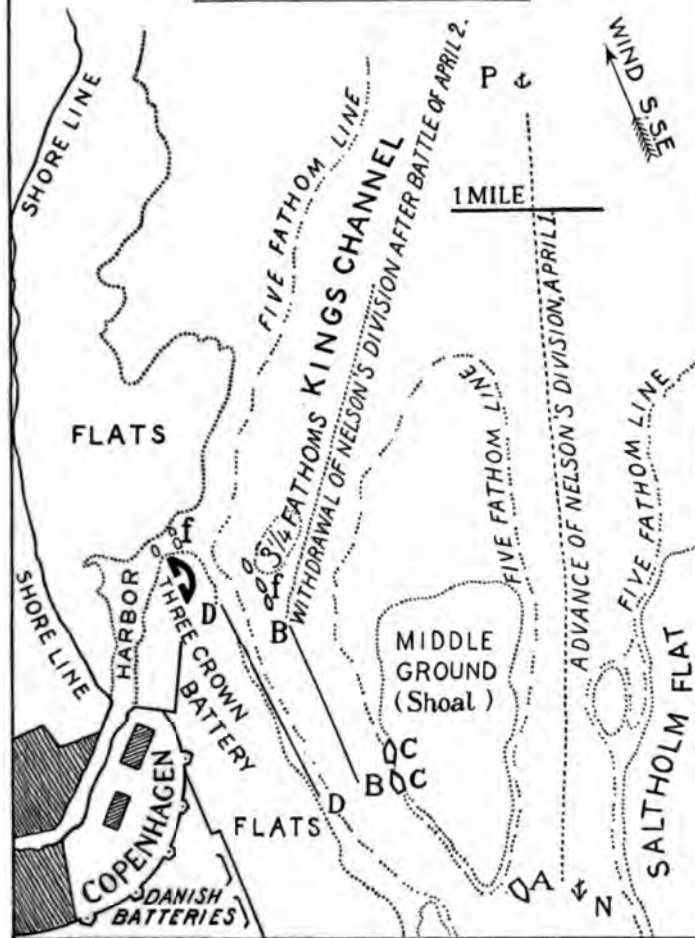 WIND S.SE
P
1 MILE
SHORE LINE
FIVE FATHOM LINE
KINGS CHANNEL
WITHDRAWAL OF NELSON'S DIVISION AFTER BATTLE OF APRIL 2.
ADVANCE OF NELSON'S DIVISION, APRIL 1.
FIVE FATHOM LINE
FIVE FATHOM LINE
FLATS
3¼ FATHOMS
f
f
SHORE LINE
HARBOR
THREE CROWN
BATTERY
D
B
MIDDLE
GROUND
(Shoal)
SALTHOLM FLAT
C
C
B
D
FLATS
COPENHAGEN
DANISH
BATTERIES
A
N